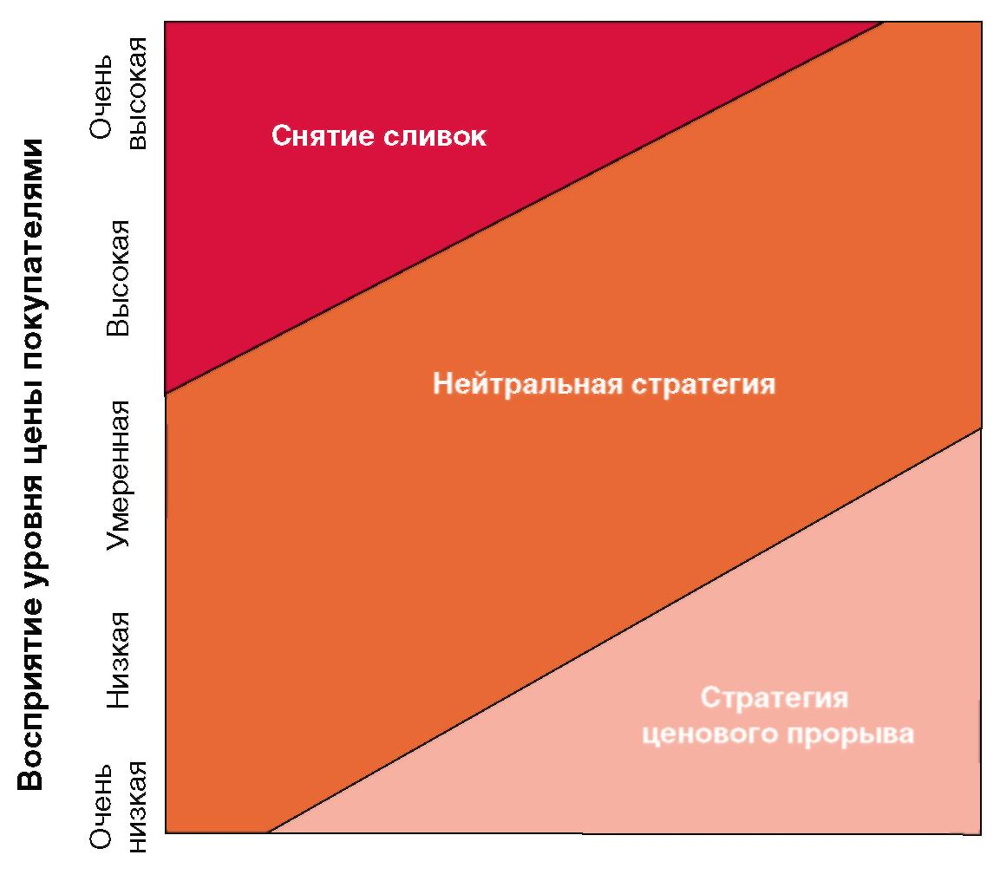 Восприятие уровня цены покупателями
Очень
высокая
Высокая
Умеренная
Низкая
Очень
низкая
Снятие сливок
Нейтральная стратегия
Стратегия
ценового прорыва